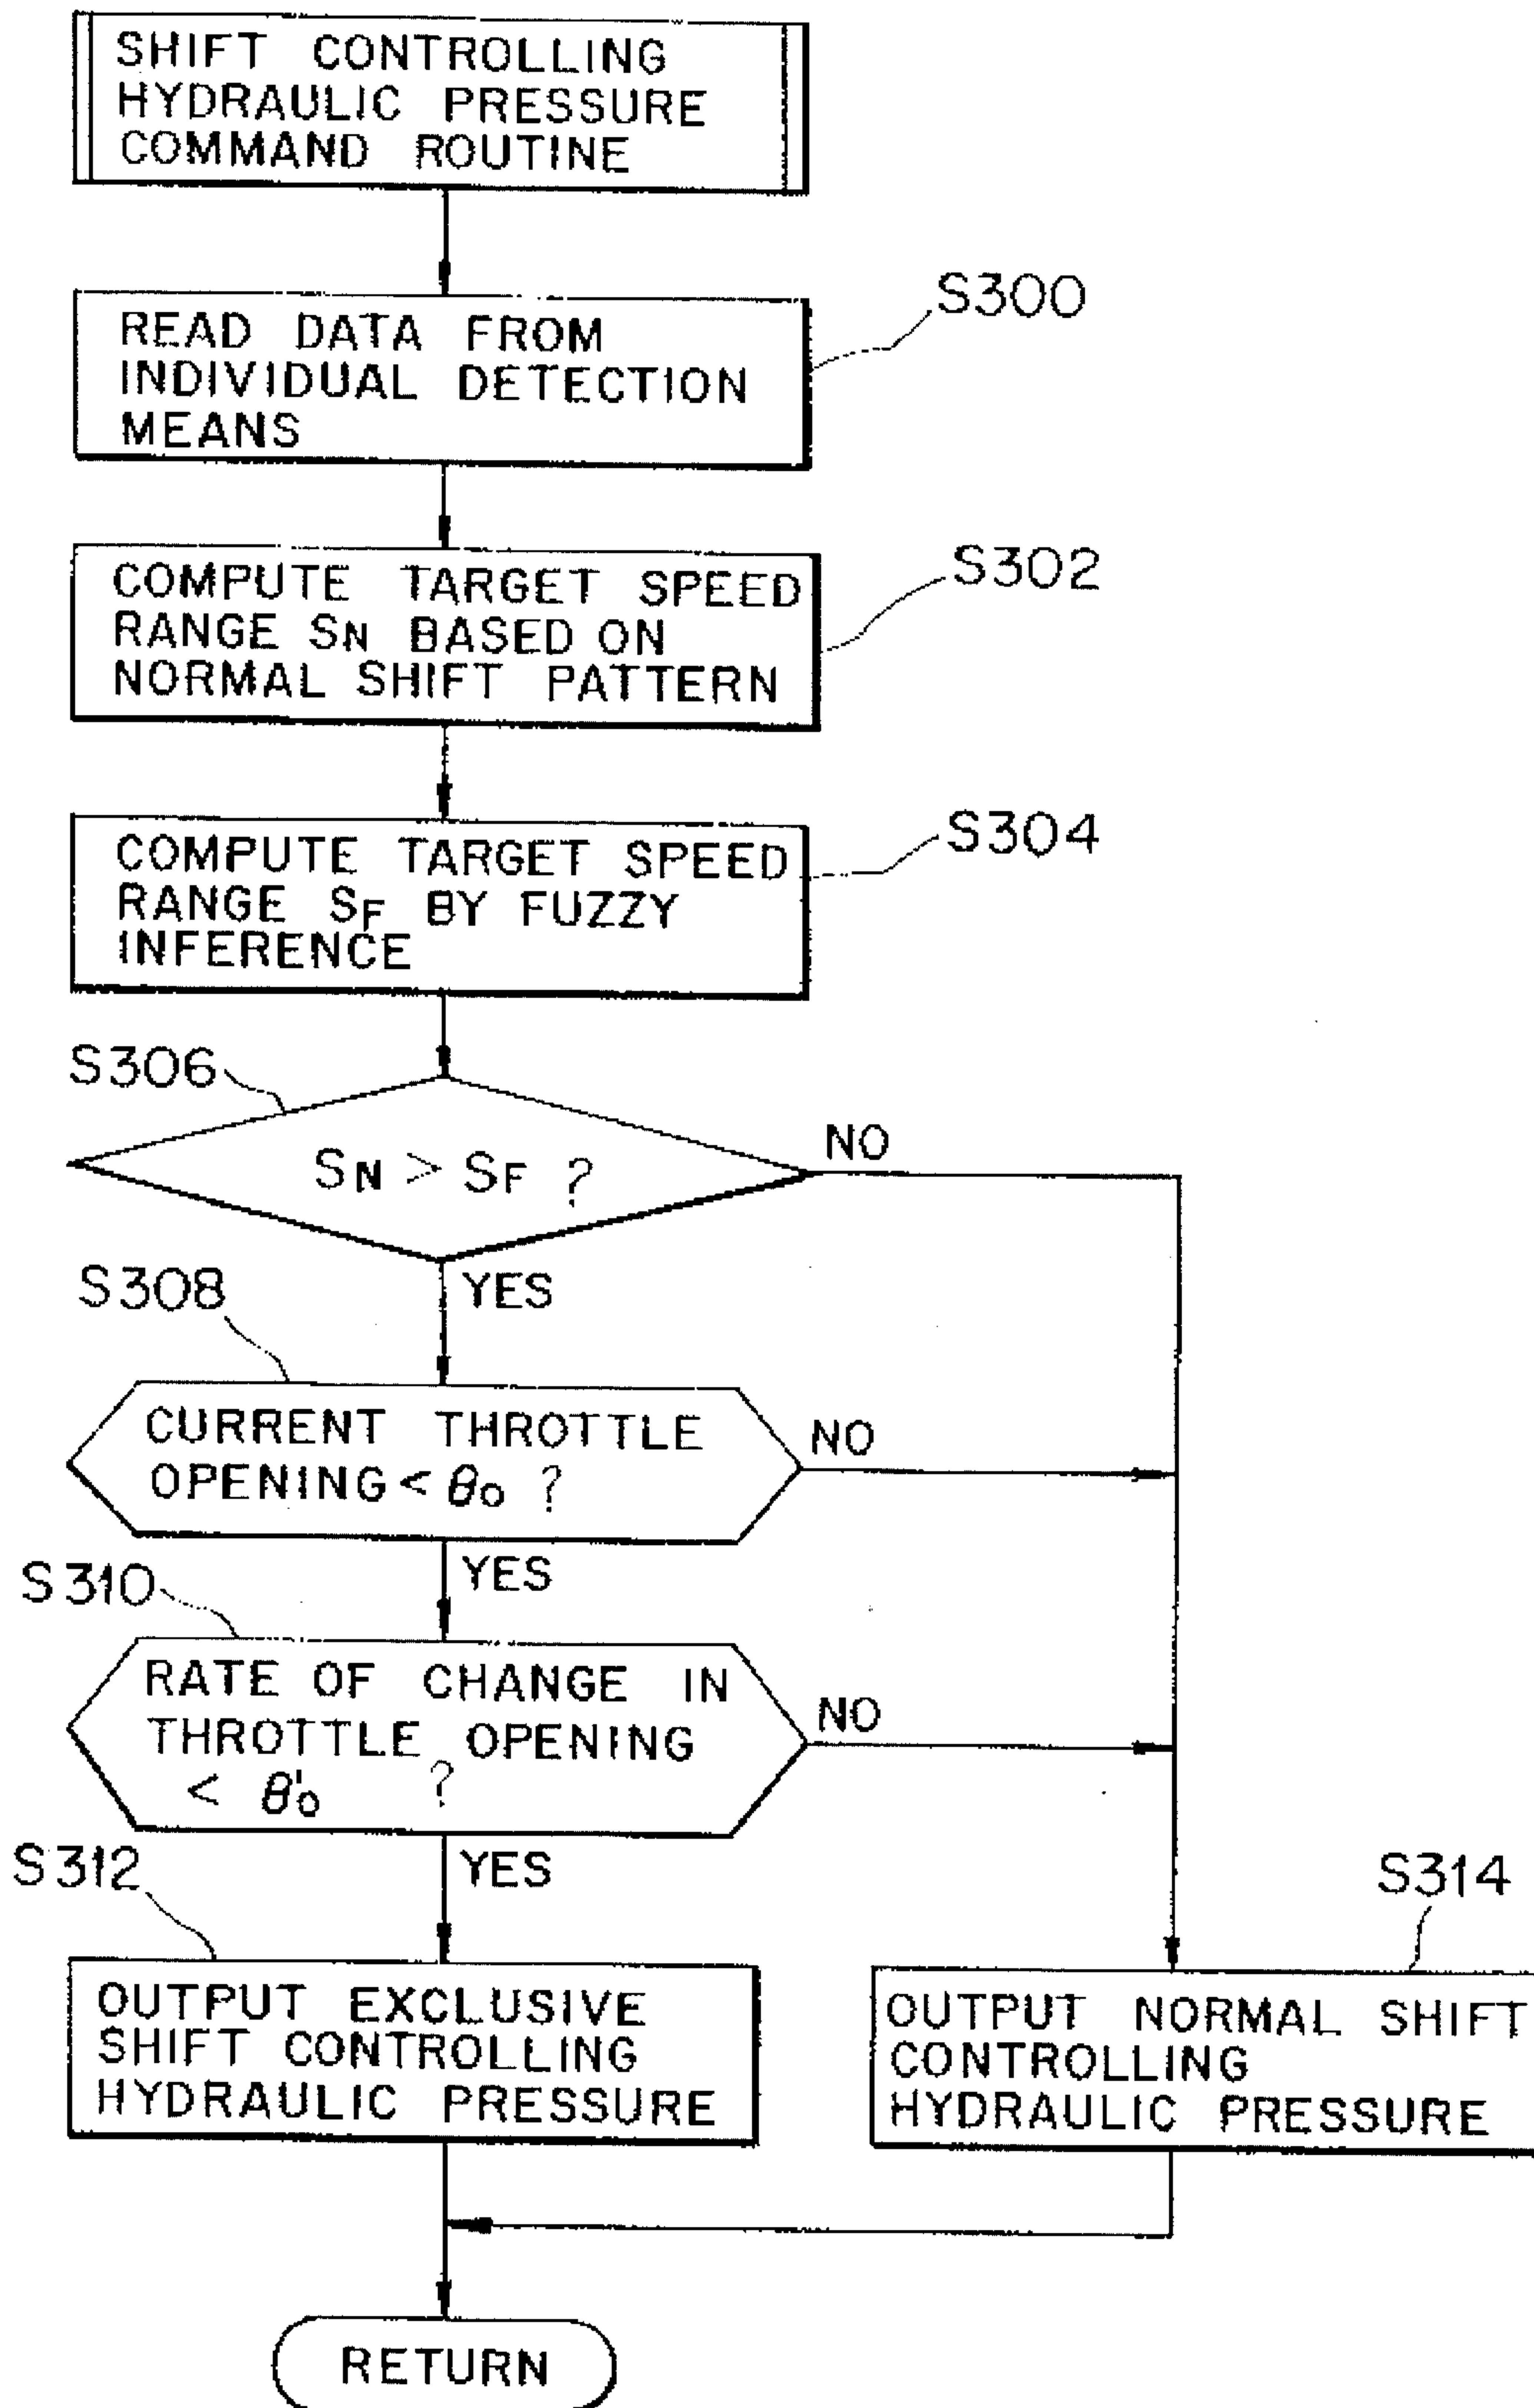 SHIFT CONTROLLING
HYDRAULIC PRESSURE
COMMAND ROUTINE
S300
READ DATA FROM
INDIVIDUAL DETECTION
MEANS
S302
COMPUTE TARGET SPEED
RANGE SN BASED ON
NORMAL SHIFT PATTERN
S304
COMPUTE TARGET SPEED
RANGE SF BY FUZZY
INFERENCE
S306
SN > SF ?
NO
YES
S308
CURRENT THROTTLE
OPENING < θo ?
NO
YES
S310
RATE OF CHANGE IN
THROTTLE OPENING
< θ'o ?
NO
YES
S312
OUTPUT EXCLUSIVE
SHIFT CONTROLLING
HYDRAULIC PRESSURE
S314
OUTPUT NORMAL SHIFT
CONTROLLING
HYDRAULIC PRESSURE
RETURN